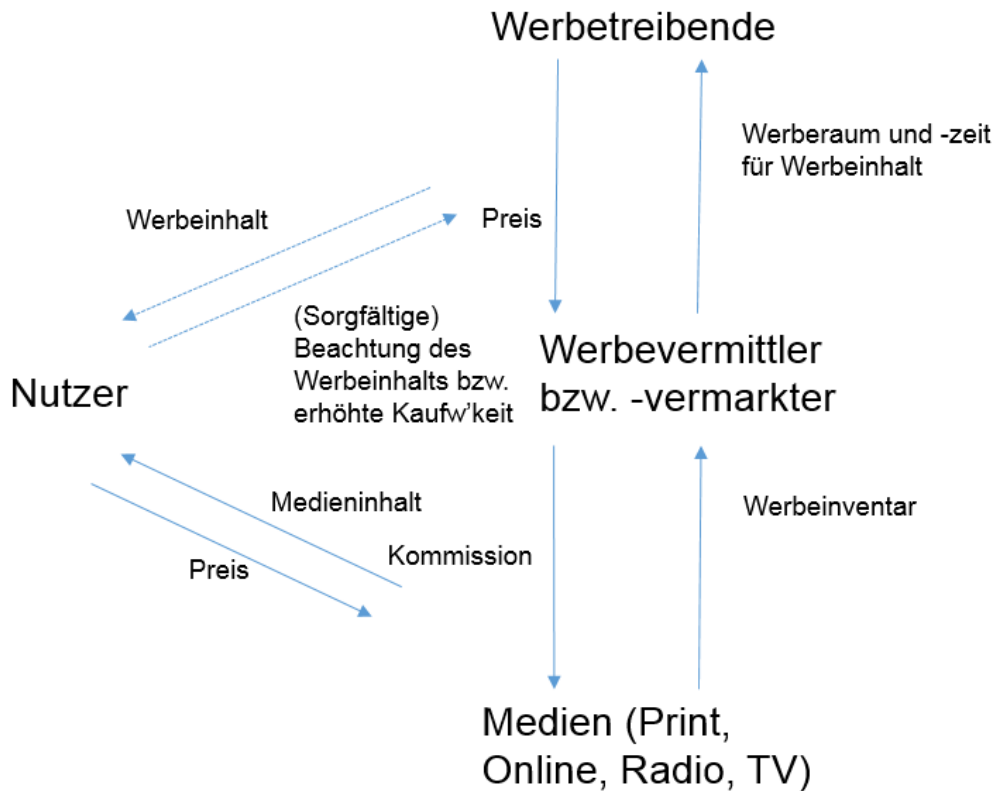 Werbetreibende
Werberaum und -zeit
für Werbeinhalt
Werbeinhalt
Preis
(Sorgfältige)
Beachtung des
Werbeinhalts bzw.
erhöhte Kaufw’keit
Nutzer
Werbevermittler
bzw. -vermarkter
Medieninhalt
Werbeinventar
Kommission
Preis
Medien (Print,
Online, Radio, TV)